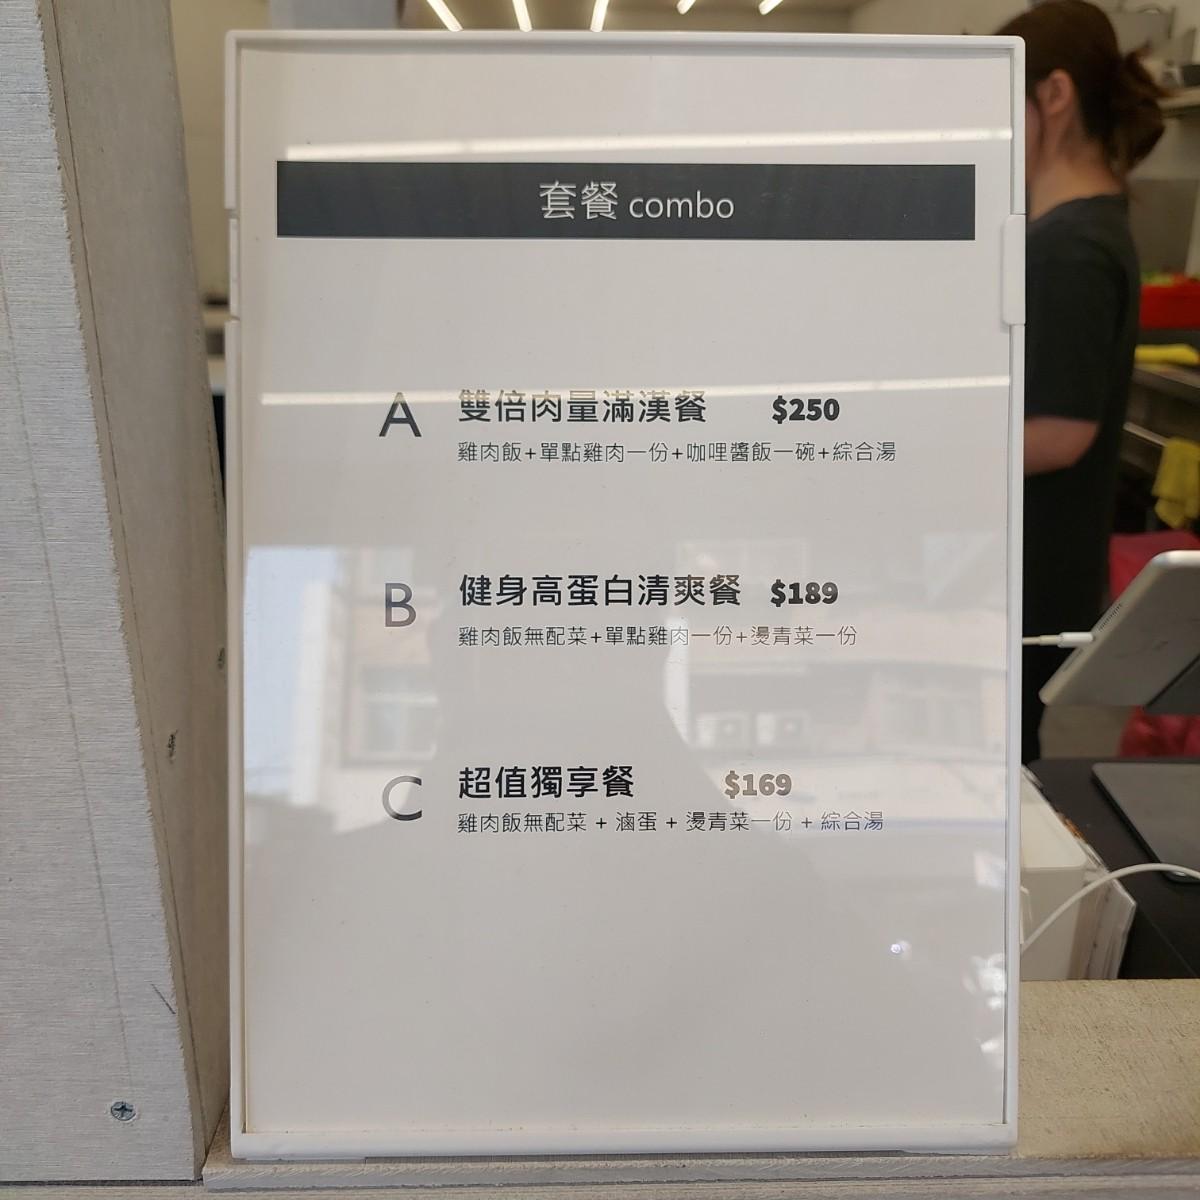 套餐 combo
A 雙倍肉量滿漢餐 $250
雞肉飯+單點雞肉一份+咖哩醬飯一碗+綜合湯
B 健身高蛋白清爽餐 $189
雞肉飯無配菜+單點雞肉一份+燙青菜一份
C 超值獨享餐 $169
雞肉飯無配菜 + 滷蛋 + 燙青菜一份 + 綜合湯